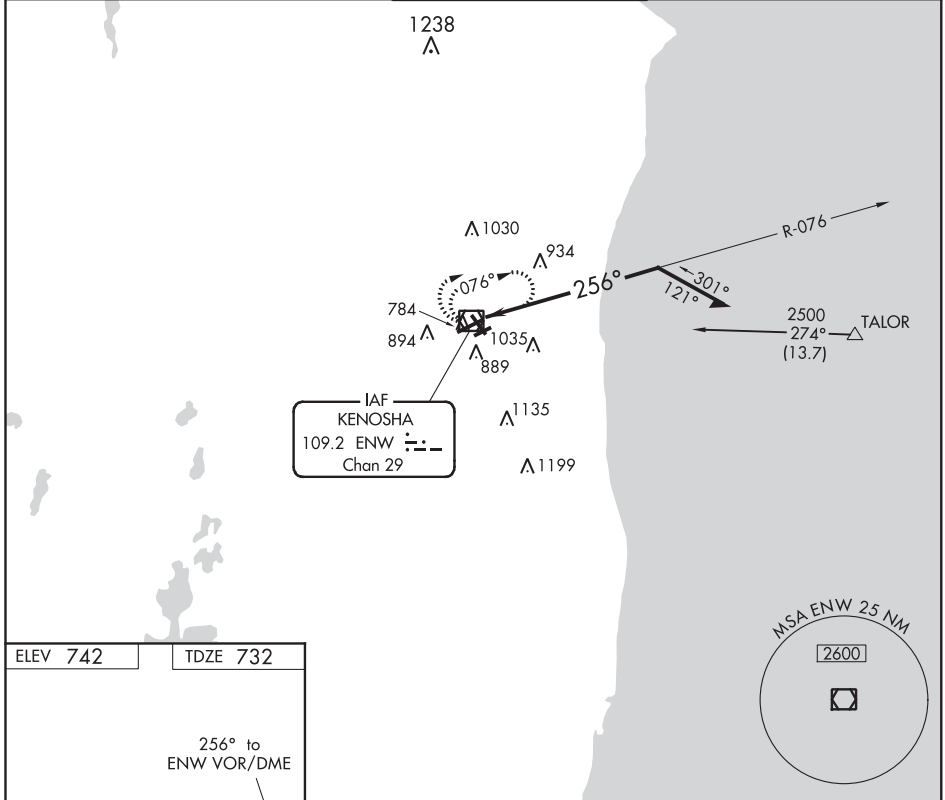 1238
R-076
1030
934
076°
256°
301°
121°
784
2500
274°
(13.7)
TALOR
894
1035
889
IAF
KENOSHA
109.2 ENW
Chan 29
1135
1199
MSA ENW 25 NM
2600
ELEV 742
TDZE 732
256° to
ENW VOR/DME